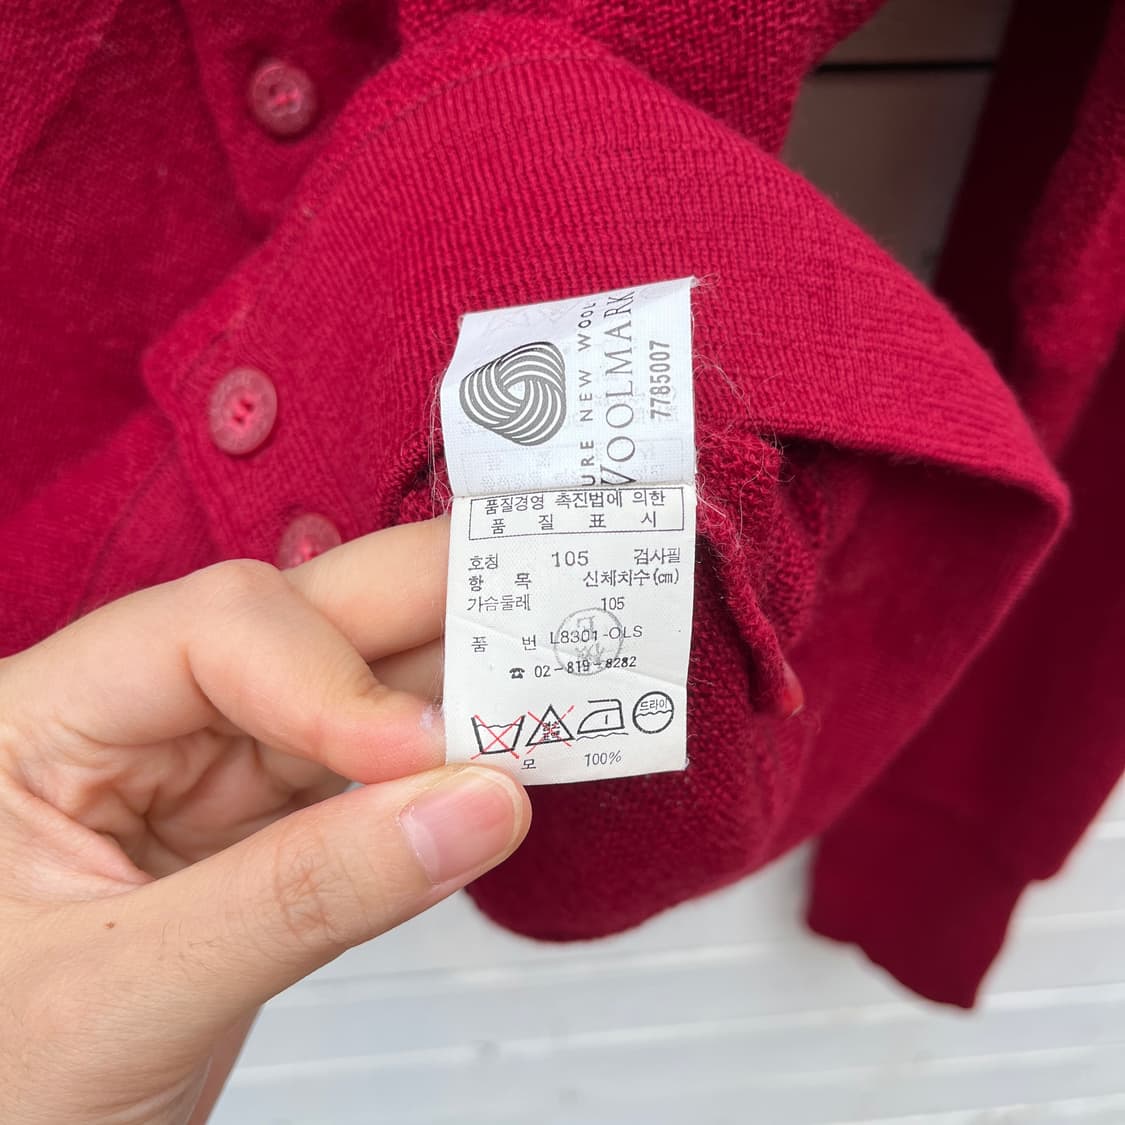 URE NEW WOOL
WOOLMARK
7785007
품질경영 촉진법에 의한
품 질 표 시
호칭 105 검사필
항 목 신체치수(㎝)
가슴둘레 105
품 번 L8301-OLS
☎ 02-819-8282
드라이
모 100%